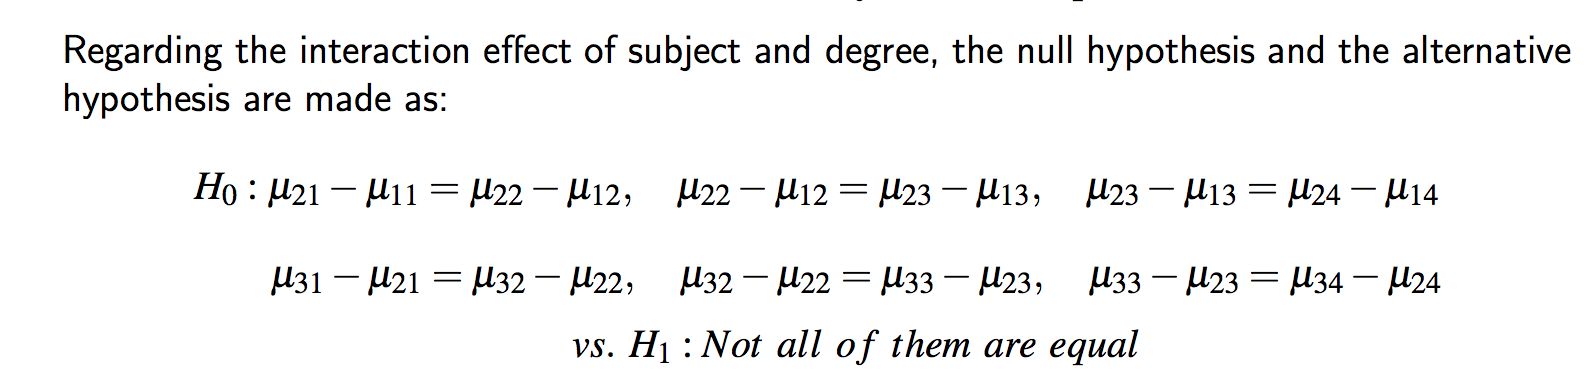 Regarding the interaction effect of subject and degree, the null hypothesis and the alternative
hypothesis are made as:
H₀ : μ₂₁ − μ₁₁ = μ₂₂ − μ₁₂, μ₂₂ − μ₁₂ = μ₂₃ − μ₁₃, μ₂₃ − μ₁₃ = μ₂₄ − μ₁₄
μ₃₁ − μ₂₁ = μ₃₂ − μ₂₂, μ₃₂ − μ₂₂ = μ₃₃ − μ₂₃, μ₃₃ − μ₂₃ = μ₃₄ − μ₂₄
vs. H₁ : Not all of them are equal